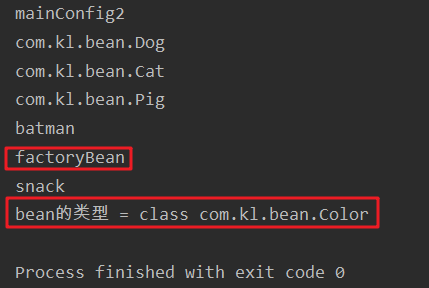 mainConfig2
com.kl.bean.Dog
com.kl.bean.Cat
com.kl.bean.Pig
batman
factoryBean
snack
bean的类型 = class com.kl.bean.Color
Process finished with exit code 0